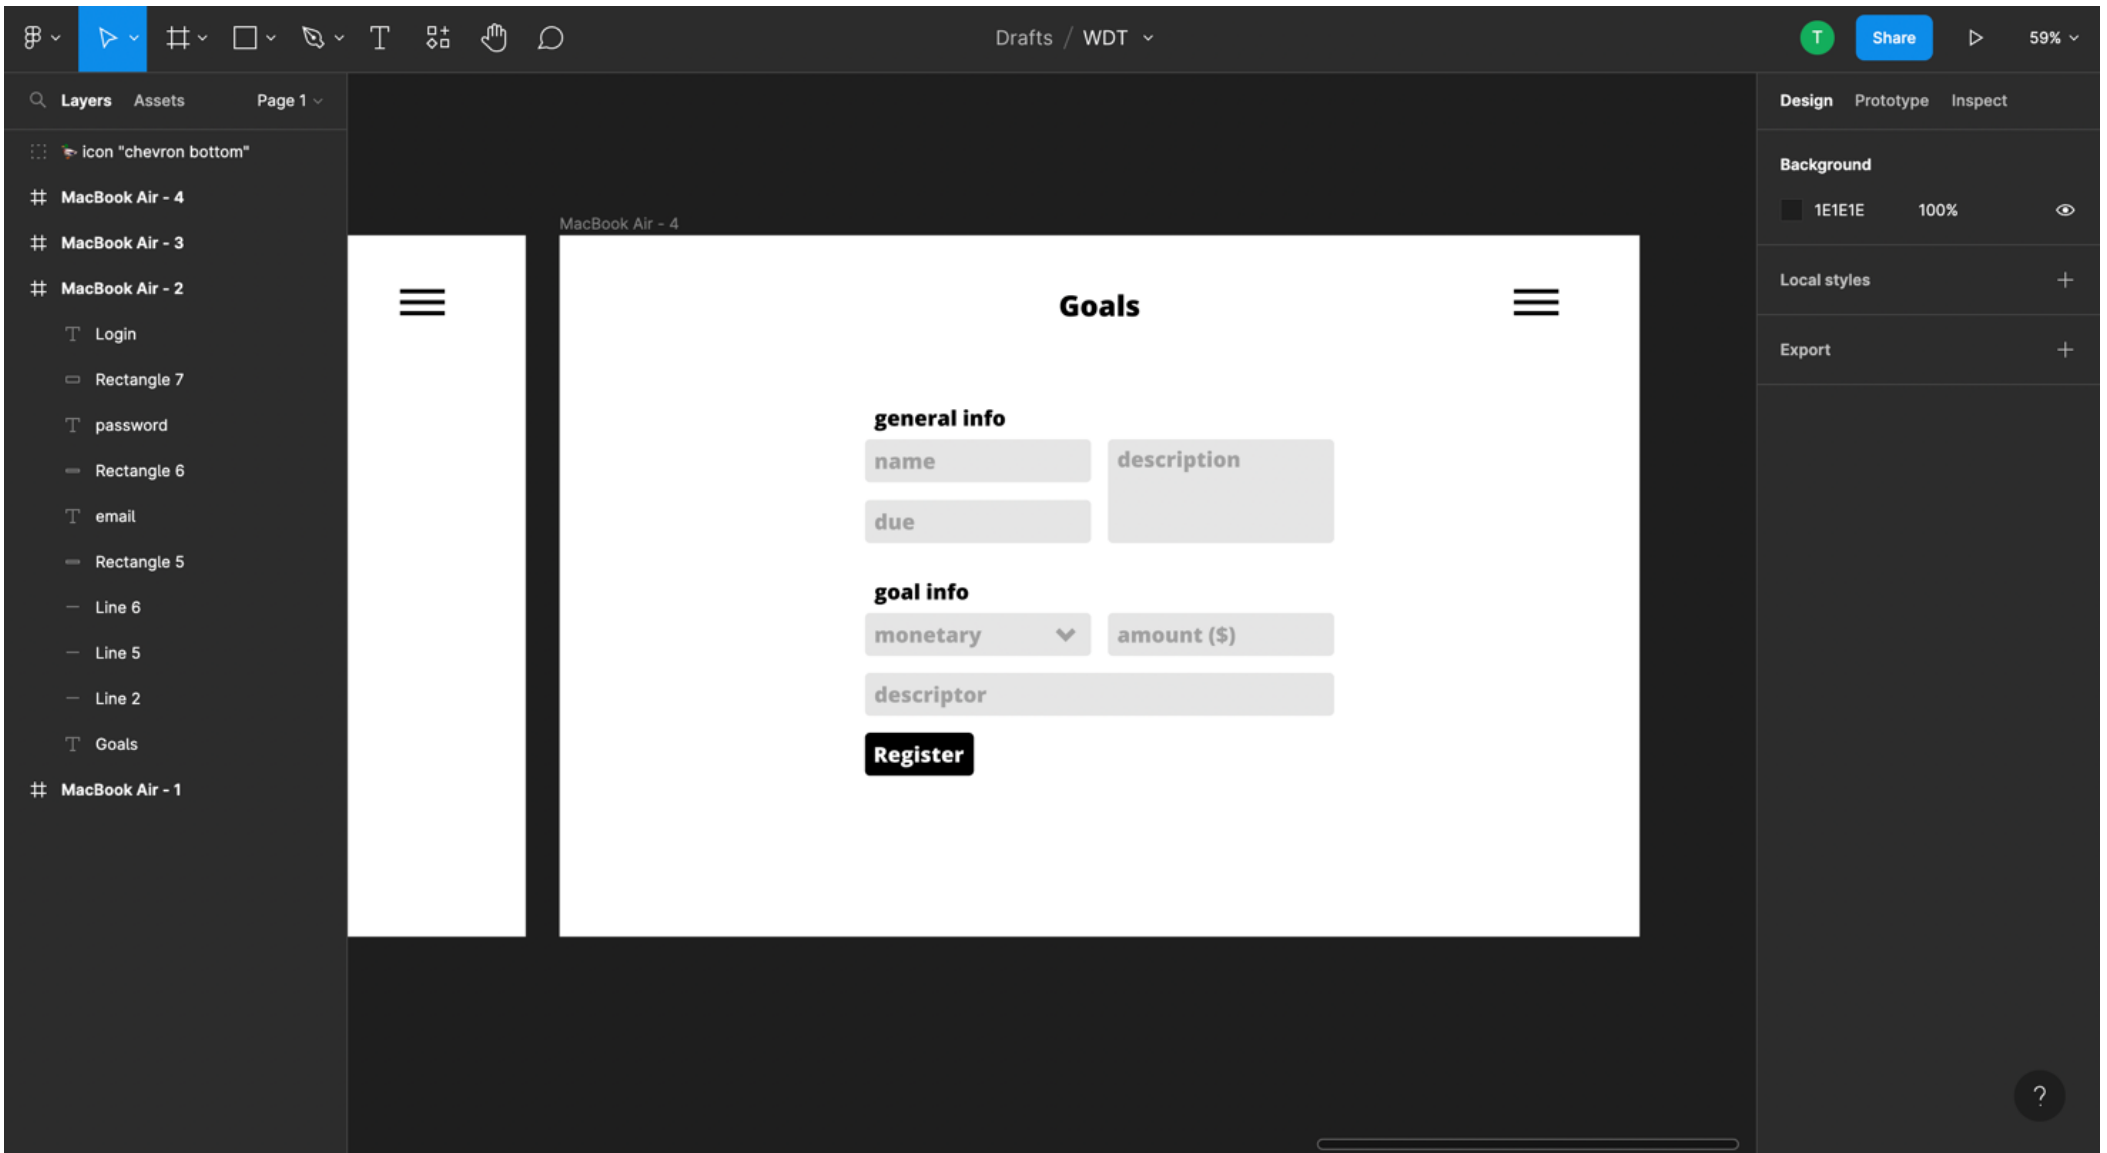 Drafts / WDT
T
Share
59%
Layers Assets Page 1
icon "chevron bottom"
MacBook Air - 4
MacBook Air - 3
MacBook Air - 2
T Login
Rectangle 7
T password
Rectangle 6
T email
Rectangle 5
Line 6
Line 5
Line 2
T Goals
MacBook Air - 1
MacBook Air - 4
Goals
general info
name
description
due
goal info
monetary
amount ($)
descriptor
Register
Design Prototype Inspect
Background
1E1E1E 100%
Local styles
Export
?